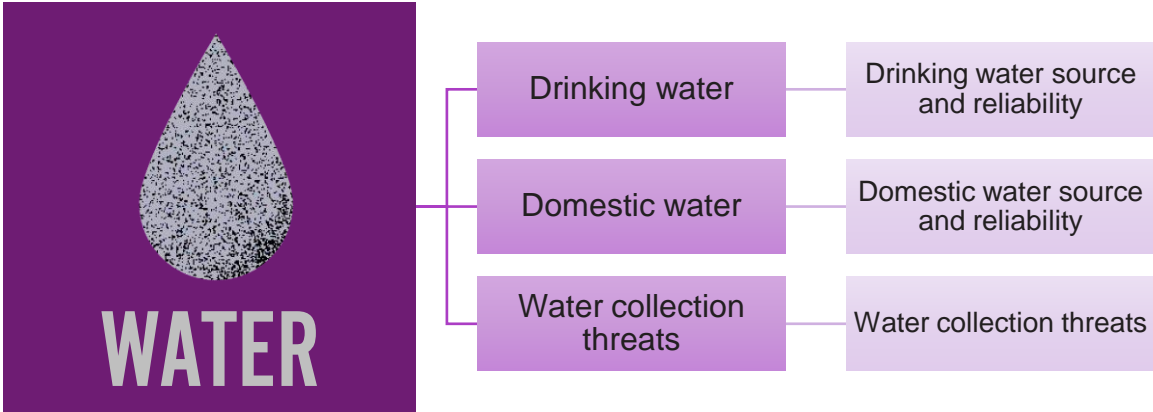 WATER
Drinking water
Drinking water source
and reliability
Domestic water
Domestic water source
and reliability
Water collection
threats
Water collection threats